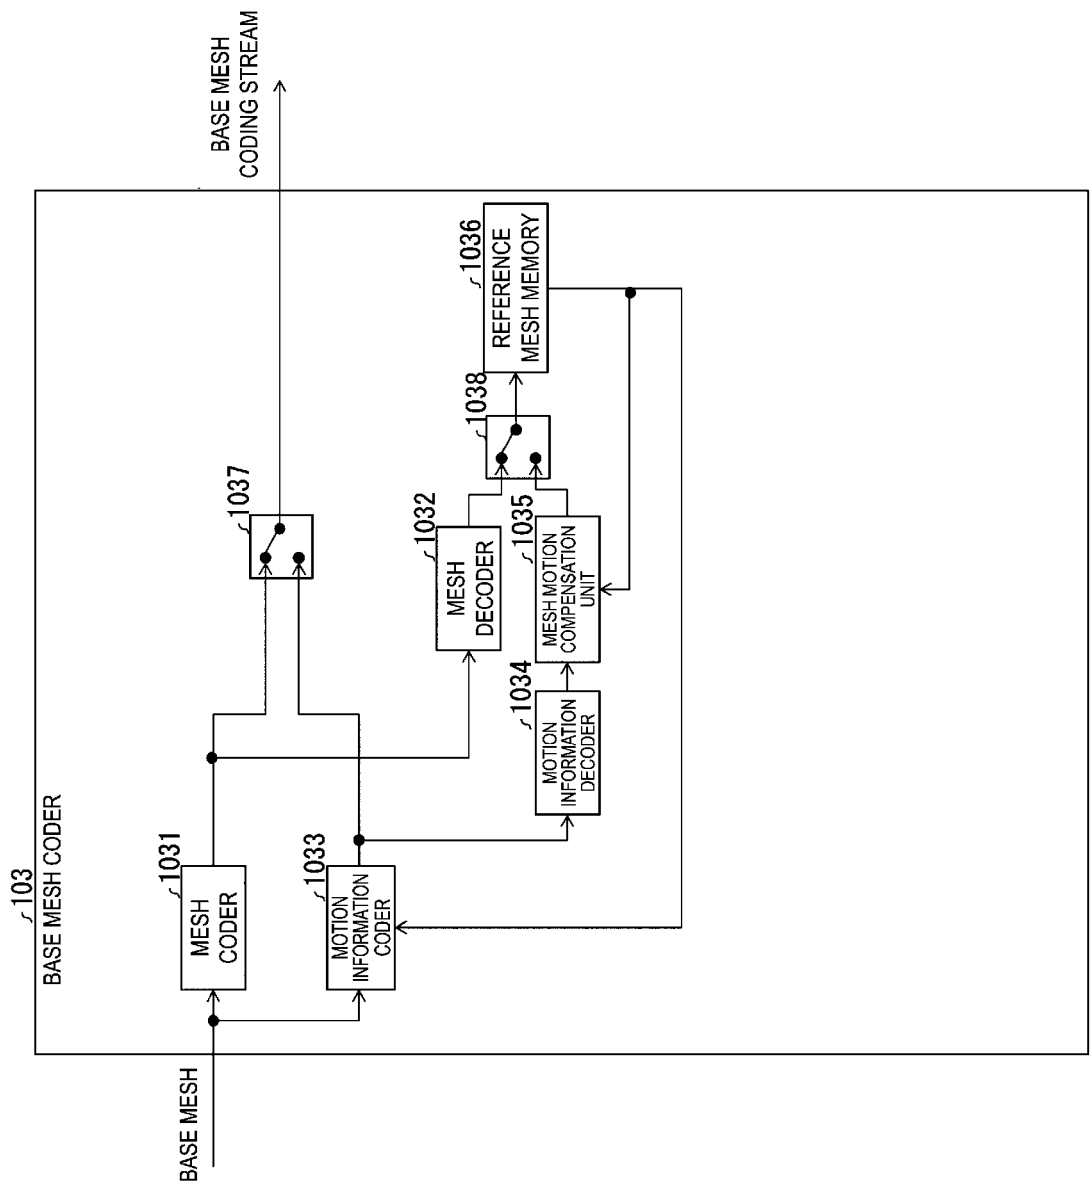 103
BASE MESH CODER
BASE MESH
1031
MESH
CODER
1033
MOTION
INFORMATION
CODER
1037
BASE MESH
CODING STREAM
1032
MESH
DECODER
1034
MOTION
INFORMATION
DECODER
1035
MESH MOTION
COMPENSATION
UNIT
1038
1036
REFERENCE
MESH MEMORY